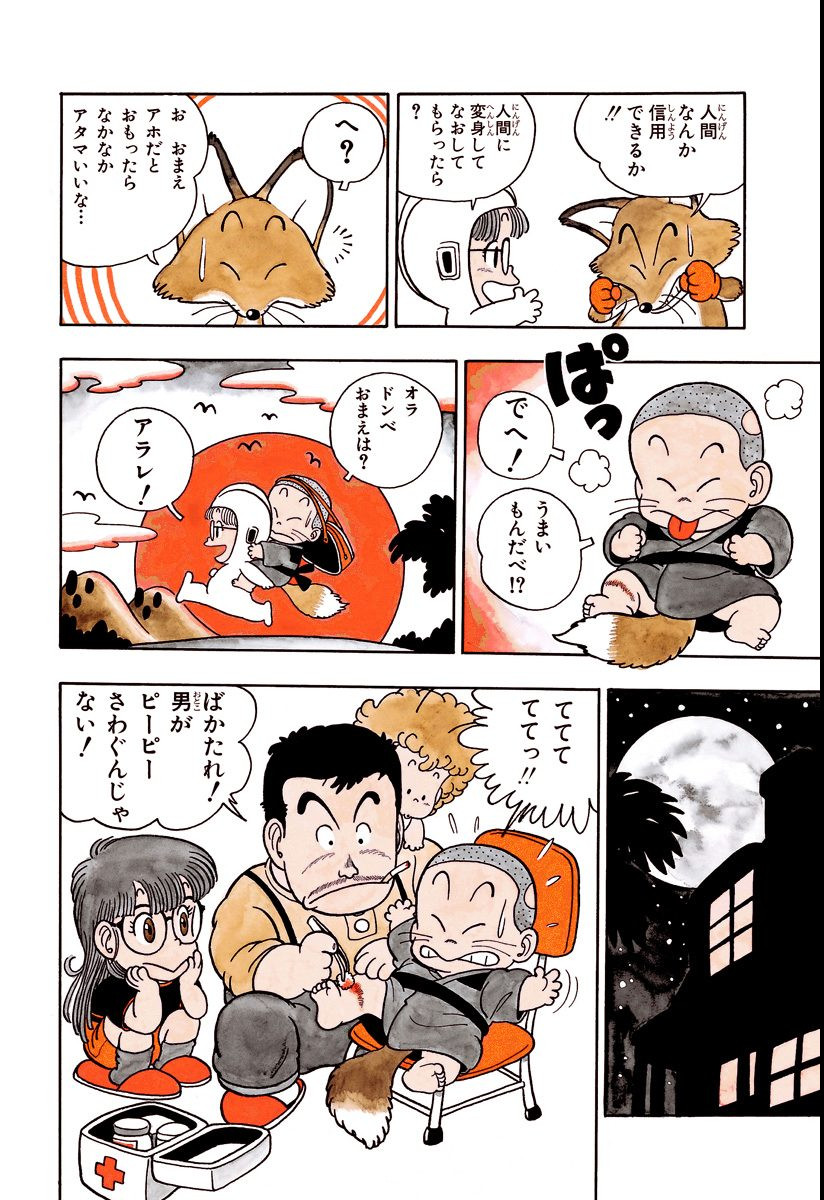 人間
なんか
信用
できるか
!!
人間に
変身して
なおして
もらったら
?
へ?
お おまえ
アホだと
おもったら
なかなか
アタマいいな…
ぱっ
でへ!
うまい
もんだべ!?
オラ
ドンベ
おまえは?
アラレ!
ててて
ててっ!!
ばかたれ!
男が
ピーピー
さわぐんじゃ
ない!